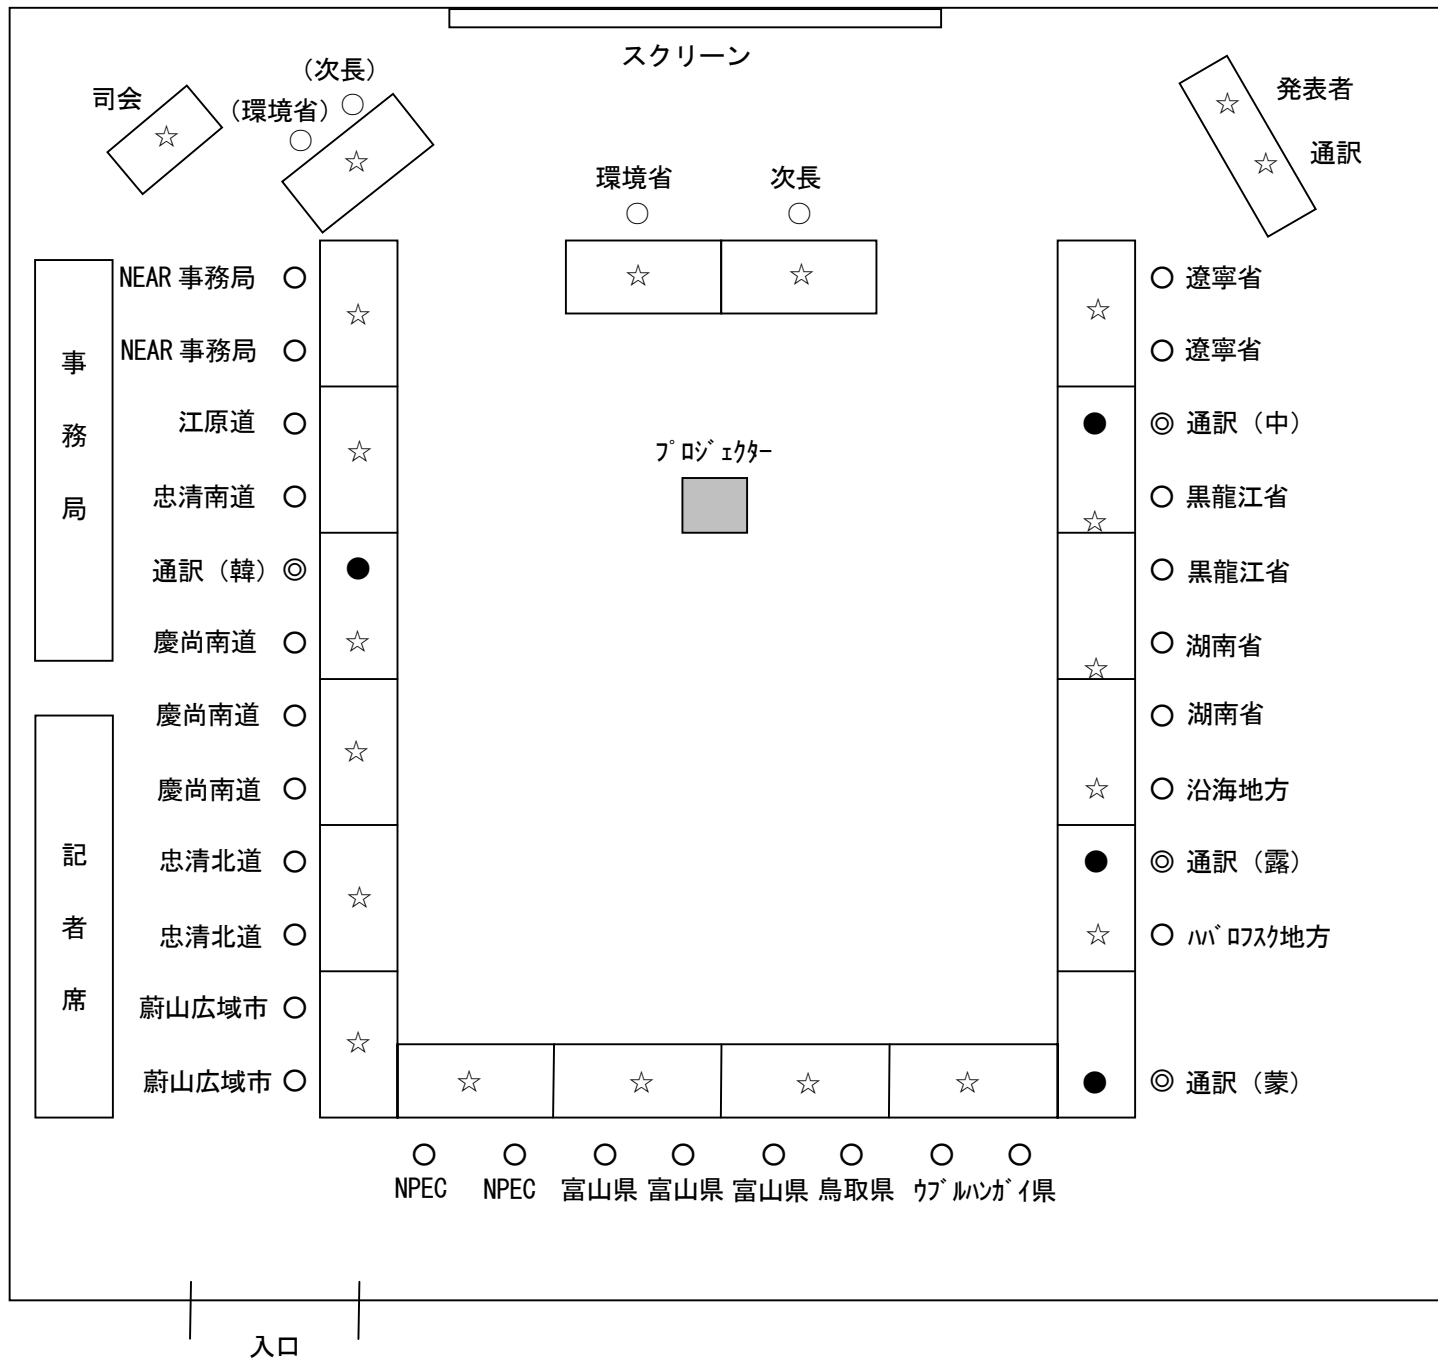 スクリーン
（次長）
司会
（環境省）
発表者
通訳
環境省
次長
事務局
記者席
NEAR 事務局
NEAR 事務局
江原道
忠清南道
通訳（韓）
慶尚南道
慶尚南道
慶尚南道
忠清北道
忠清北道
蔚山広域市
蔚山広域市
ﾌﾟﾛｼﾞｪｸﾀｰ
遼寧省
遼寧省
通訳（中）
黒龍江省
黒龍江省
湖南省
湖南省
沿海地方
通訳（露）
ﾊﾊﾞﾛﾌｽｸ地方
通訳（蒙）
NPEC NPEC 富山県 富山県 富山県 鳥取県 ｳﾌﾞﾙﾊﾝｶﾞｲ県
入口